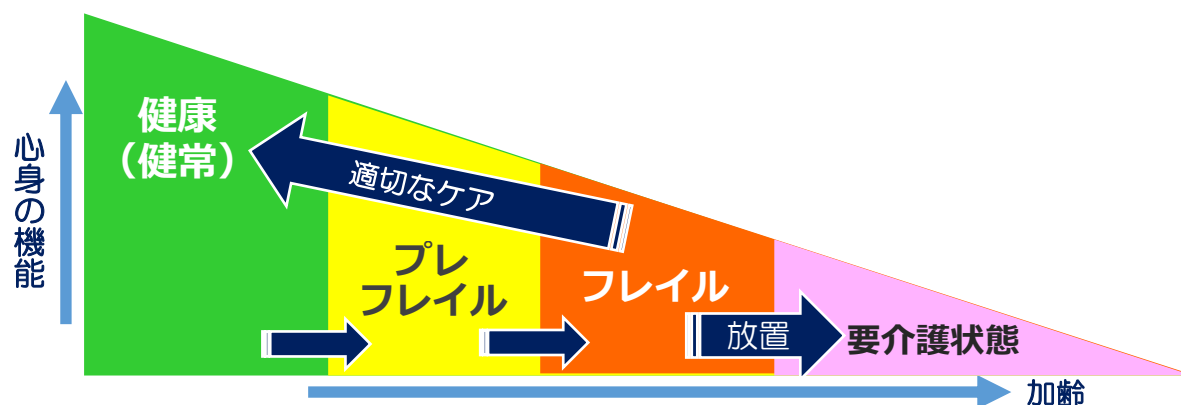 健康
（健常）
適切なケア
心身の機能
プレ
フレイル
フレイル
放置
要介護状態
加齢